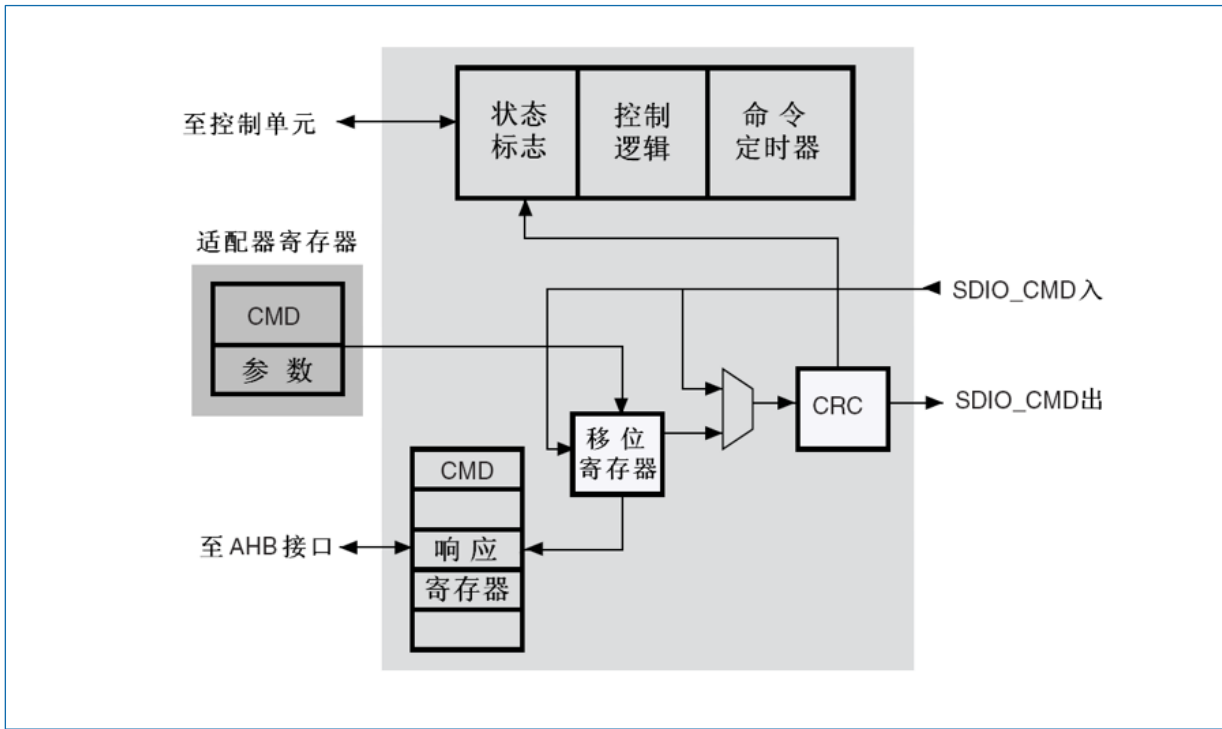 状态
标志
控制
逻辑
命令
定时器
至控制单元
适配器寄存器
CMD
参数
SDIO_CMD入
CRC
SDIO_CMD出
移位
寄存器
CMD
响应
寄存器
至AHB接口